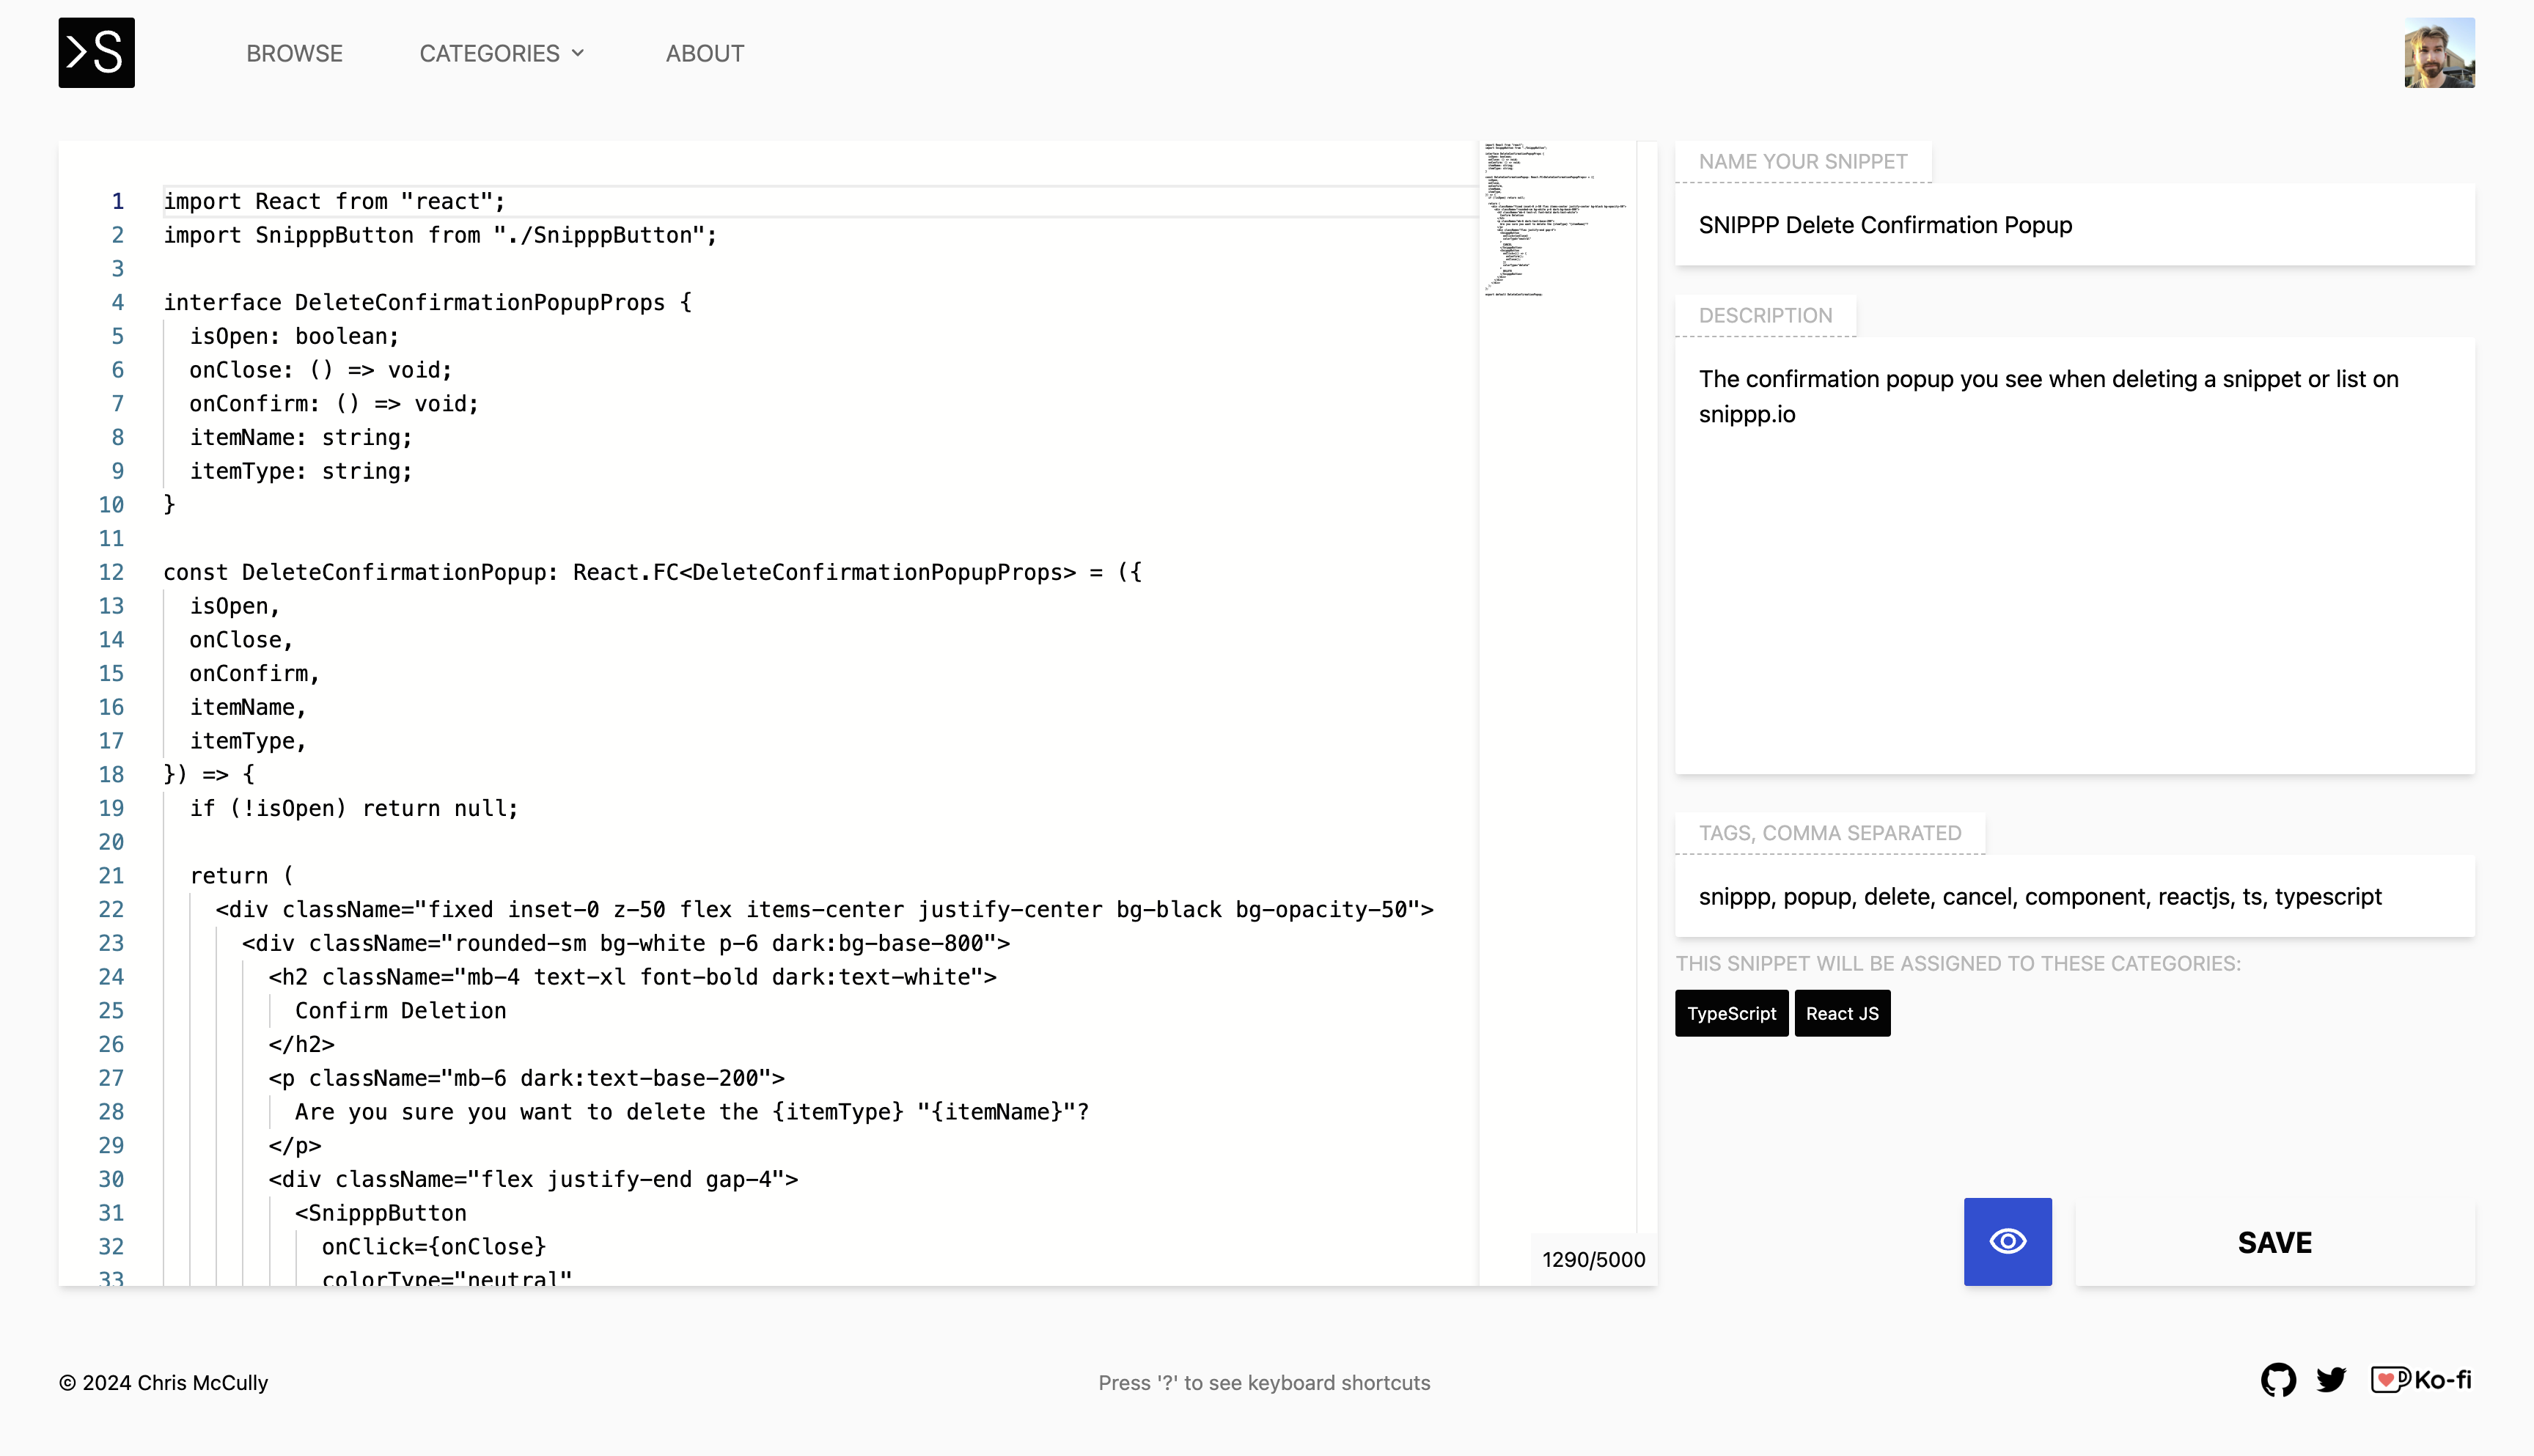 >S
BROWSE
CATEGORIES
ABOUT
1 import React from "react";
2 import SnipppButton from "./SnipppButton";
3
4 interface DeleteConfirmationPopupProps {
5   isOpen: boolean;
6   onClose: () => void;
7   onConfirm: () => void;
8   itemName: string;
9   itemType: string;
10 }
11
12 const DeleteConfirmationPopup: React.FC<DeleteConfirmationPopupProps> = ({
13   isOpen,
14   onClose,
15   onConfirm,
16   itemName,
17   itemType,
18 }) => {
19   if (!isOpen) return null;
20
21   return (
22     <div className="fixed inset-0 z-50 flex items-center justify-center bg-black bg-opacity-50">
23       <div className="rounded-sm bg-white p-6 dark:bg-base-800">
24         <h2 className="mb-4 text-xl font-bold dark:text-white">
25           Confirm Deletion
26         </h2>
27         <p className="mb-6 dark:text-base-200">
28           Are you sure you want to delete the {itemType} "{itemName}"?
29         </p>
30         <div className="flex justify-end gap-4">
31           <SnipppButton
32             onClick={onClose}
33             colorType="neutral"
1290/5000
NAME YOUR SNIPPET
SNIPPP Delete Confirmation Popup
DESCRIPTION
The confirmation popup you see when deleting a snippet or list on
snippp.io
TAGS, COMMA SEPARATED
snippp, popup, delete, cancel, component, reactjs, ts, typescript
THIS SNIPPET WILL BE ASSIGNED TO THESE CATEGORIES:
TypeScript
React JS
SAVE
© 2024 Chris McCully
Press '?' to see keyboard shortcuts
Ko-fi